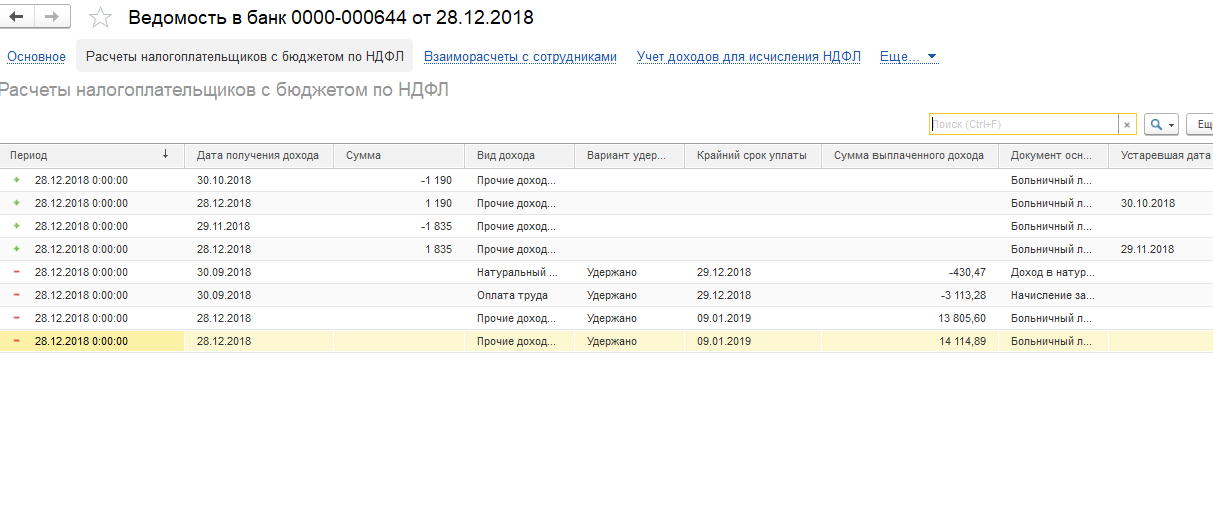 Ведомость в банк 0000-000644 от 28.12.2018
Основное Расчеты налогоплательщиков с бюджетом по НДФЛ Взаиморасчеты с сотрудниками Учет доходов для исчисления НДФЛ Еще...
Расчеты налогоплательщиков с бюджетом по НДФЛ
Поиск (Ctrl+F) × Ещ
Период ↓ Дата получения дохода Сумма Вид дохода Вариант удер... Крайний срок уплаты Сумма выплаченного дохода Документ осн... Устаревшая дата
+ 28.12.2018 0:00:00 30.10.2018 -1 190 Прочие доход... Больничный л...
+ 28.12.2018 0:00:00 28.12.2018 1 190 Прочие доход... Больничный л... 30.10.2018
+ 28.12.2018 0:00:00 29.11.2018 -1 835 Прочие доход... Больничный л...
+ 28.12.2018 0:00:00 28.12.2018 1 835 Прочие доход... Больничный л... 29.11.2018
- 28.12.2018 0:00:00 30.09.2018 Натуральный ... Удержано 29.12.2018 -430,47 Доход в натур...
- 28.12.2018 0:00:00 30.09.2018 Оплата труда Удержано 29.12.2018 -3 113,28 Начисление за...
- 28.12.2018 0:00:00 28.12.2018 Прочие доход... Удержано 09.01.2019 13 805,60 Больничный л...
- 28.12.2018 0:00:00 28.12.2018 Прочие доход... Удержано 09.01.2019 14 114,89 Больничный л...